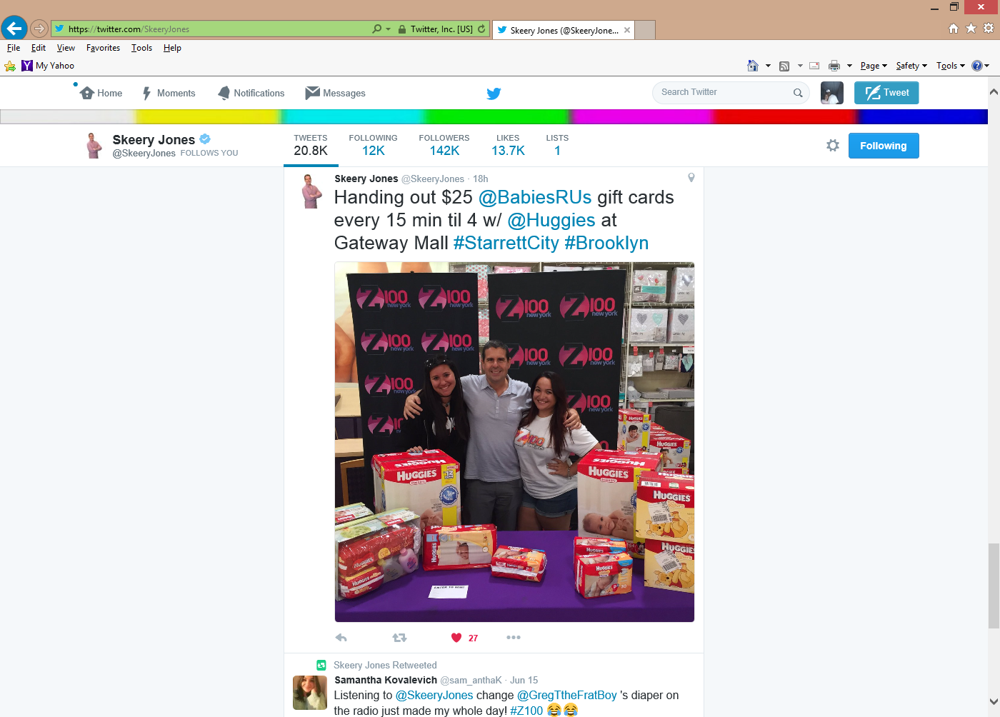 https://twitter.com/SkeeryJones
Twitter, Inc. [US]
Skeery Jones (@SkeeryJone...
File Edit View Favorites Tools Help
My Yahoo
Page Safety Tools
Home Moments Notifications Messages
Search Twitter
Tweet
Skeery Jones
@SkeeryJones FOLLOWS YOU
TWEETS FOLLOWING FOLLOWERS LIKES LISTS
20.8K 12K 142K 13.7K 1
Following
Skeery Jones @SkeeryJones · 18h
Handing out $25 @BabiesRUs gift cards
every 15 min til 4 w/ @Huggies at
Gateway Mall #StarrettCity #Brooklyn
Z100 new york Z100 new york Z100 new york Z100 new york
Z100 new york Z100 new york Z100 new york Z100 new york
Z100 new york
Z100 new york
Z100
HUGGIES
HUGGIES
HUGGIES
HUGGIES
HUGGIES
HUGGIES
HUGGIES
HUGGIES
HUGGIES
ENTER TO WIN!
27
Skeery Jones Retweeted
Samantha Kovalevich @sam_anthaK · Jun 15
Listening to @SkeeryJones change @GregTtheFratBoy 's diaper on
the radio just made my whole day! #Z100 😂😂